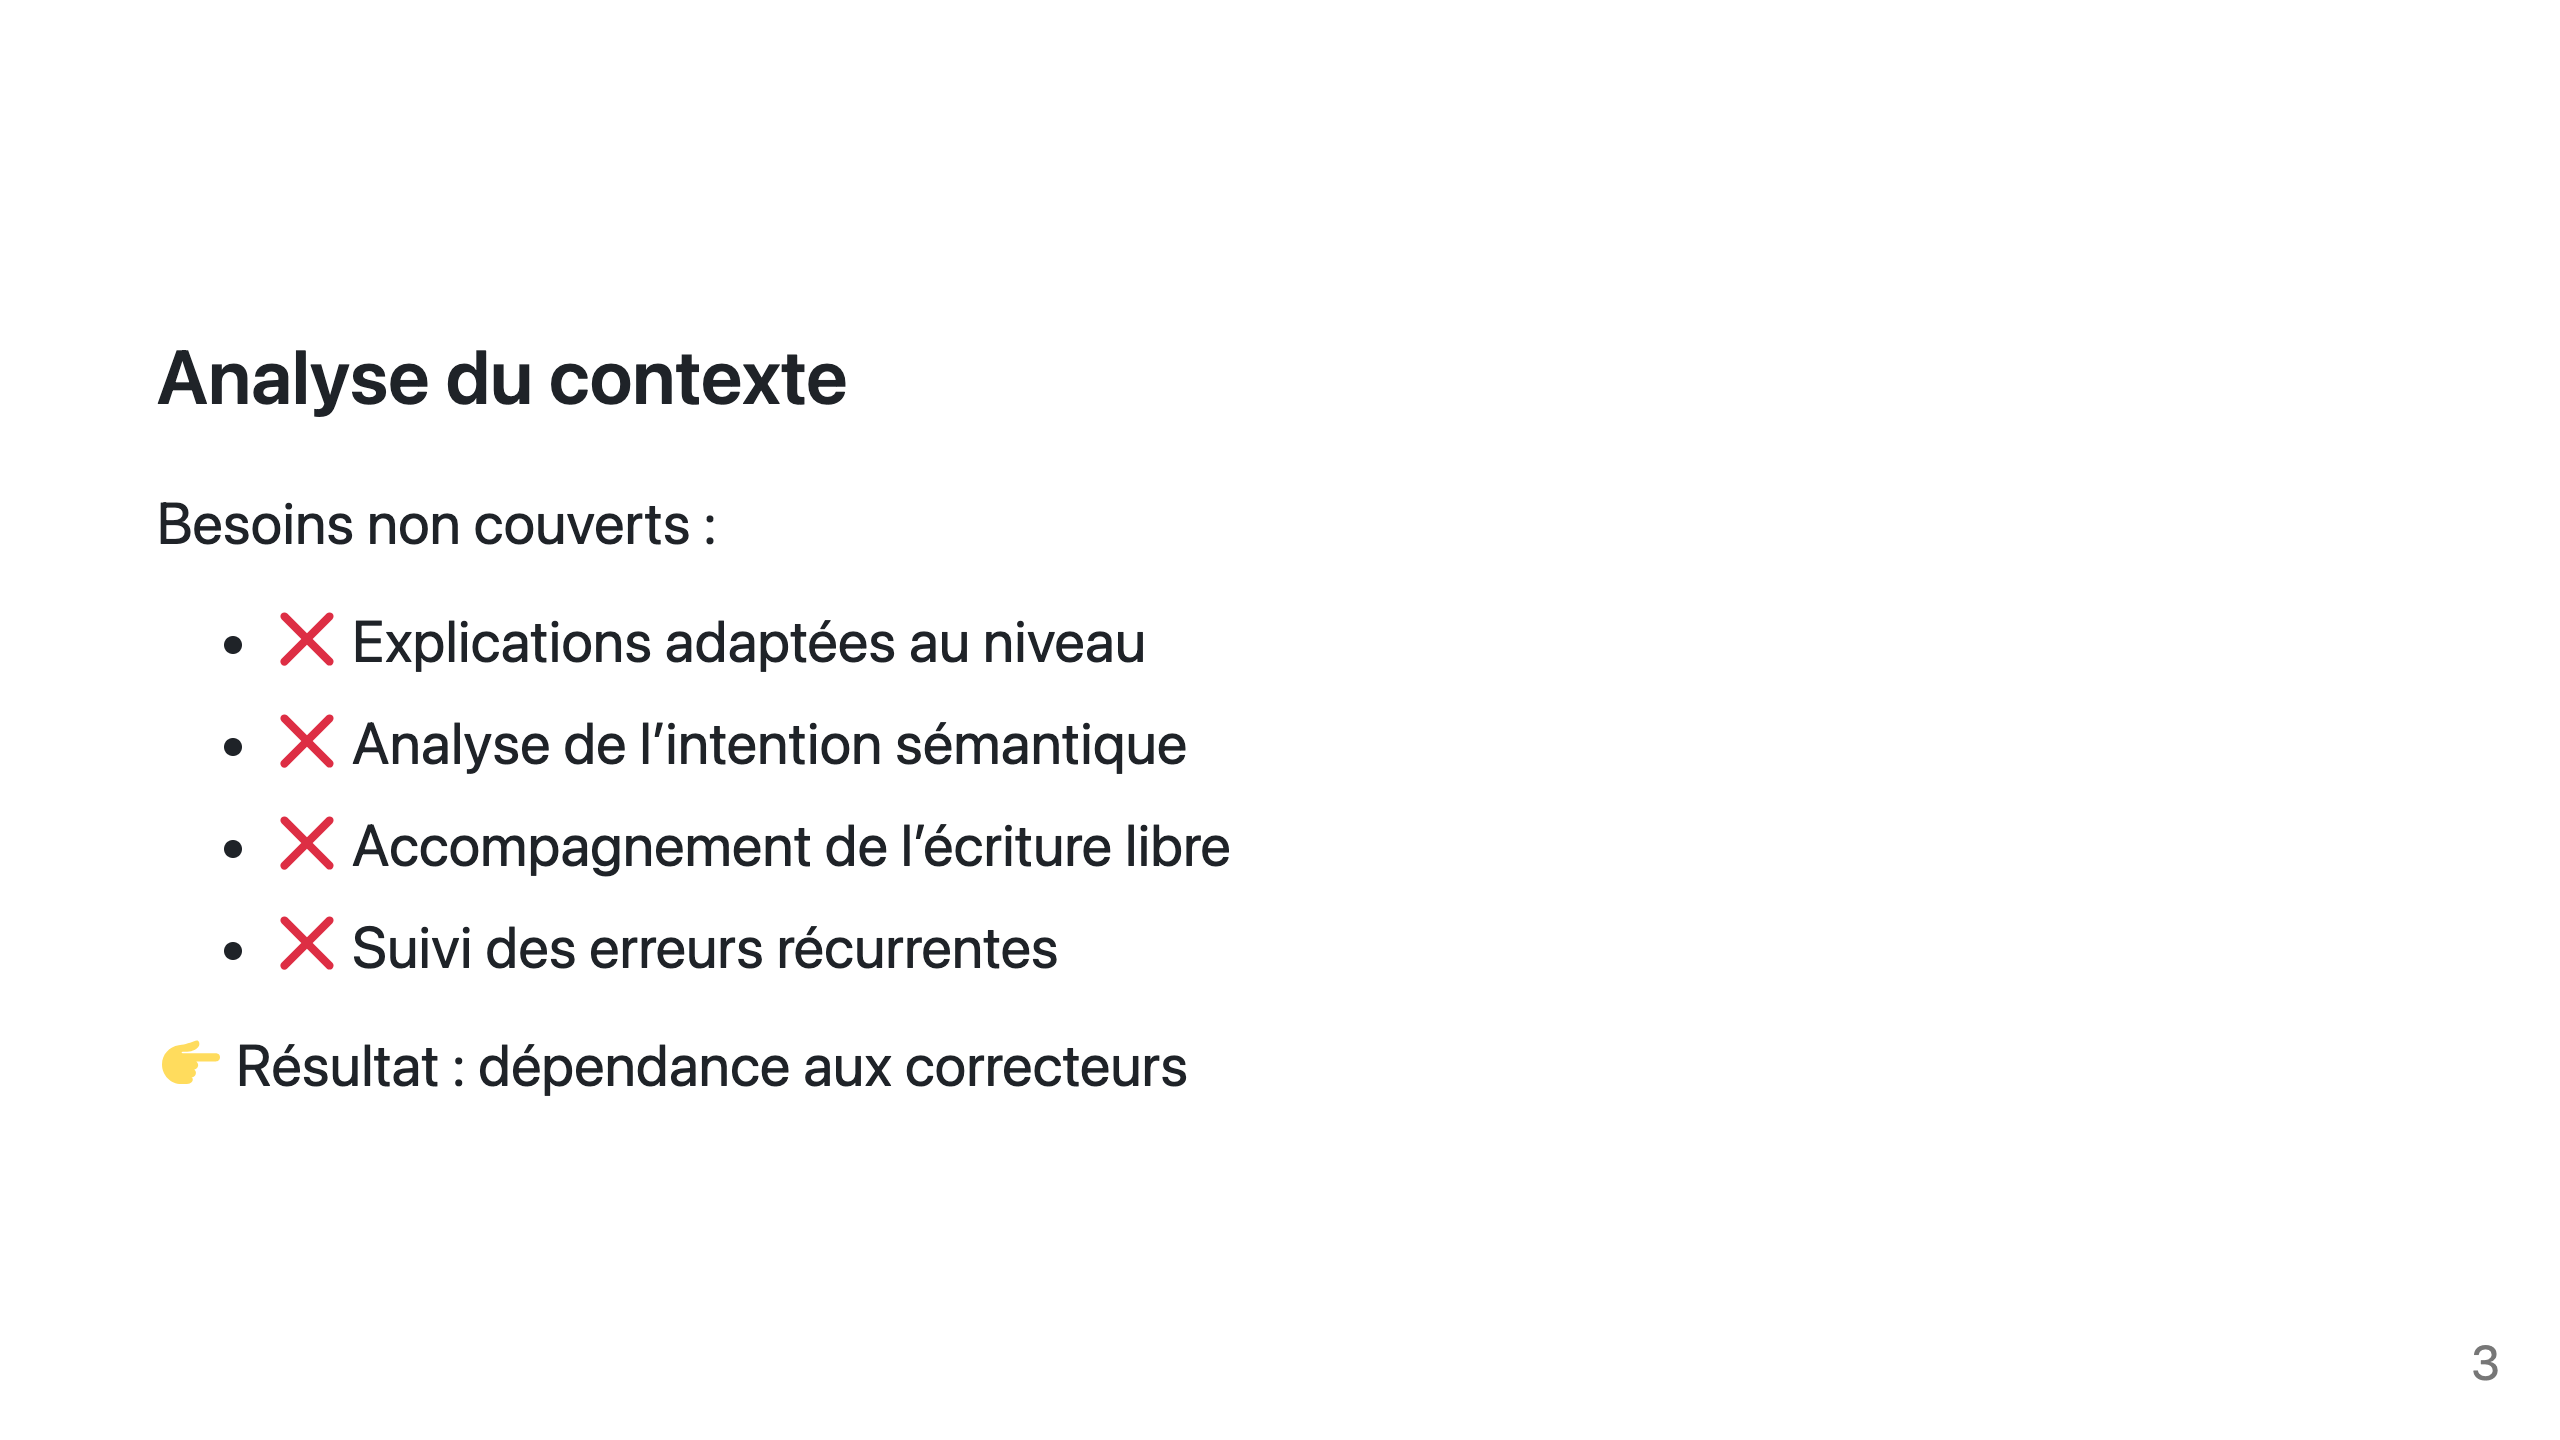 Analyse du contexte
Besoins non couverts :
• ❌ Explications adaptées au niveau
• ❌ Analyse de l’intention sémantique
• ❌ Accompagnement de l’écriture libre
• ❌ Suivi des erreurs récurrentes
👉 Résultat : dépendance aux correcteurs
3